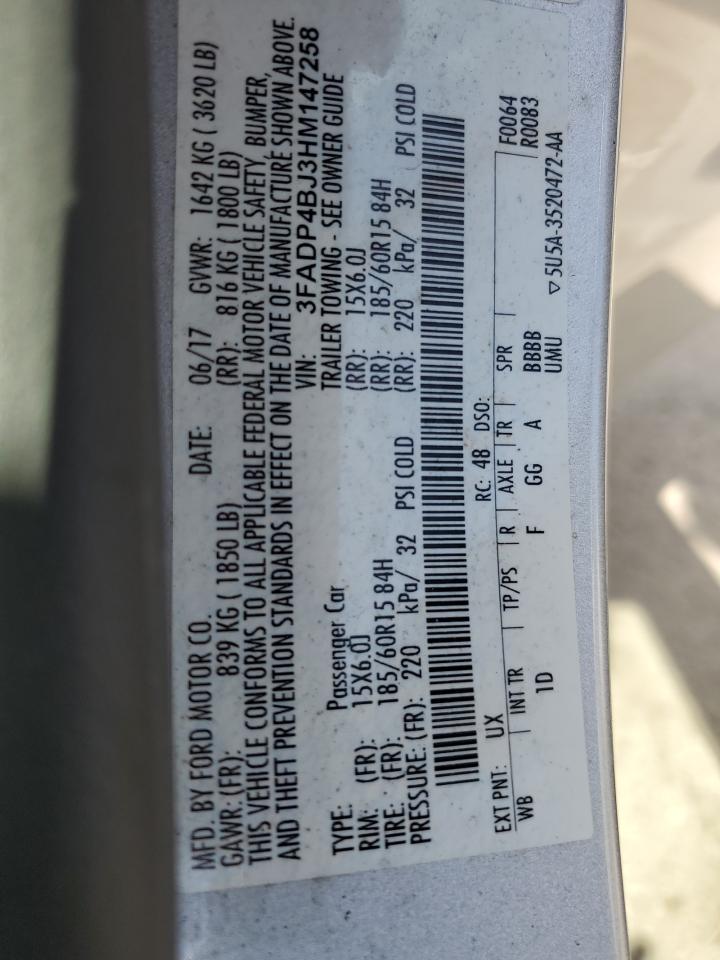 MFD. BY FORD MOTOR CO. DATE: 06/17 GVWR: 1642 KG ( 3620 LB)
GAWR: (FR): 839 KG ( 1850 LB) (RR): 816 KG ( 1800 LB)
THIS VEHICLE CONFORMS TO ALL APPLICABLE FEDERAL MOTOR VEHICLE SAFETY, BUMPER,
AND THEFT PREVENTION STANDARDS IN EFFECT ON THE DATE OF MANUFACTURE SHOWN ABOVE.
VIN: 3FADP4BJ3HM147258
TYPE: Passenger Car TRAILER TOWING - SEE OWNER GUIDE
RIM: (FR): 15X6.0J (RR): 15X6.0J
TIRE: (FR): 185/60R15 84H (RR): 185/60R15 84H
PRESSURE: (FR): 220 kPa/ 32 PSI COLD (RR): 220 kPa/ 32 PSI COLD
EXT PNT: UX RC: 48 DSO: F0064
WB INT TR TP/PS R AXLE TR SPR R0083
1D F GG A BBBB
UMU ▽5U5A-3520472-AA